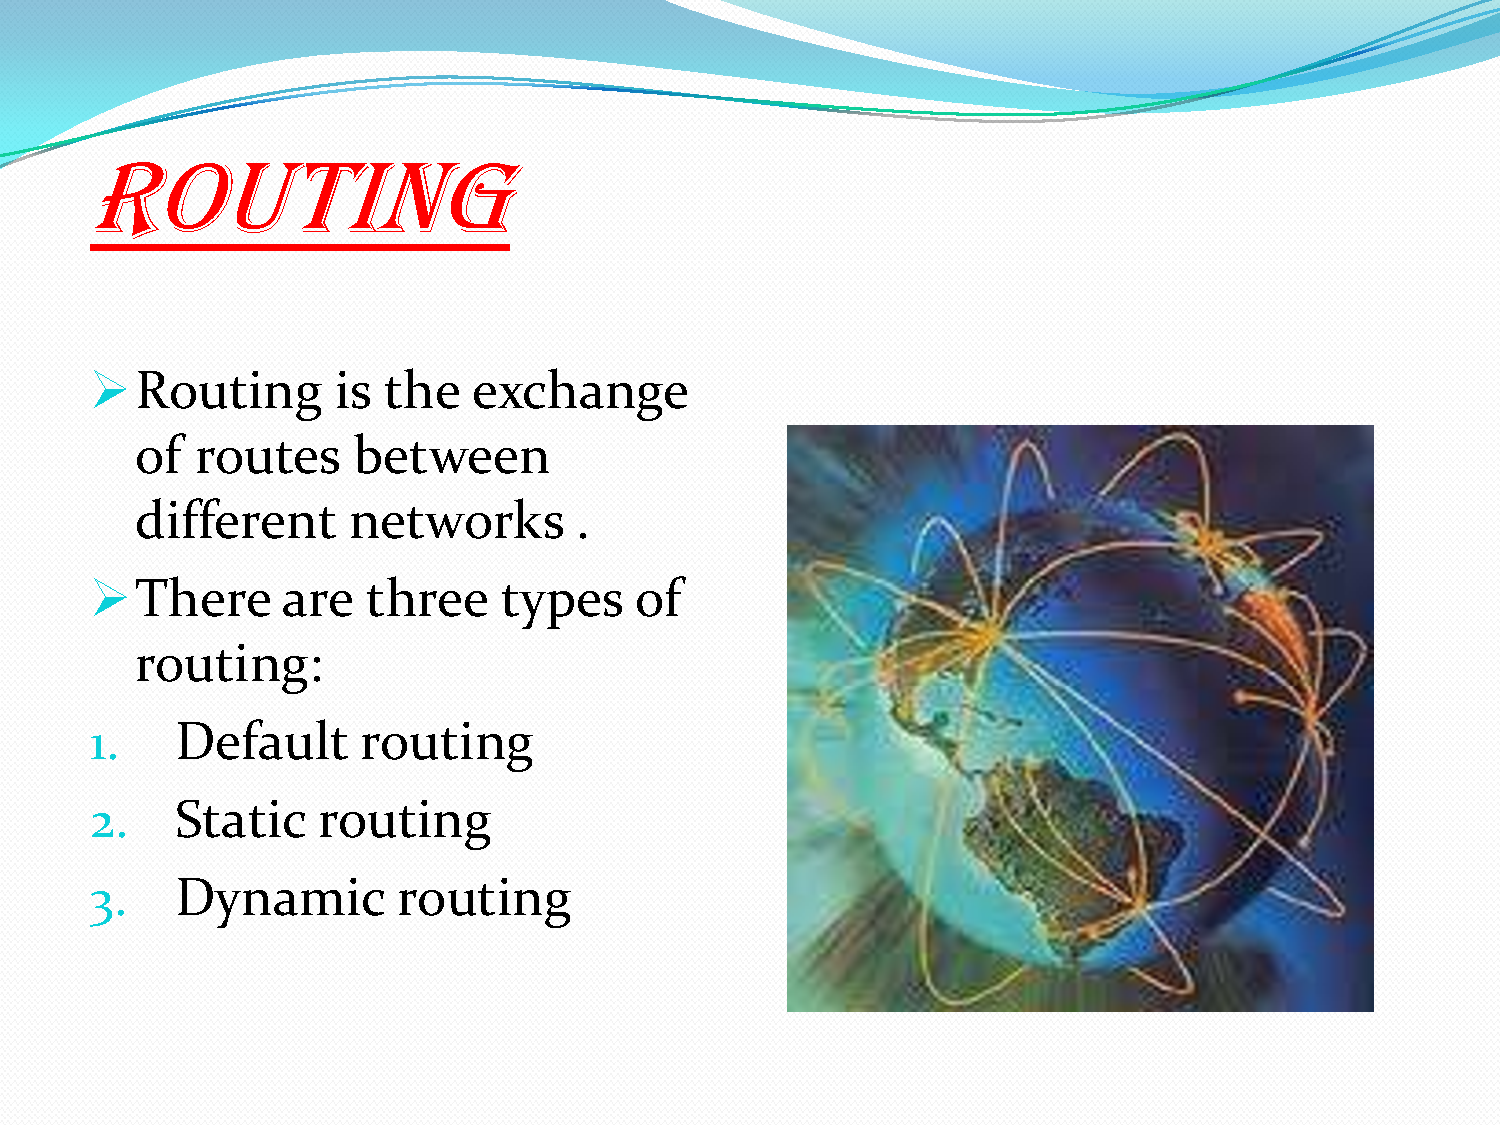 ROUTING
➢Routing is the exchange
of routes between
different networks .
➢There are three types of
routing:
1. Default routing
2. Static routing
3. Dynamic routing